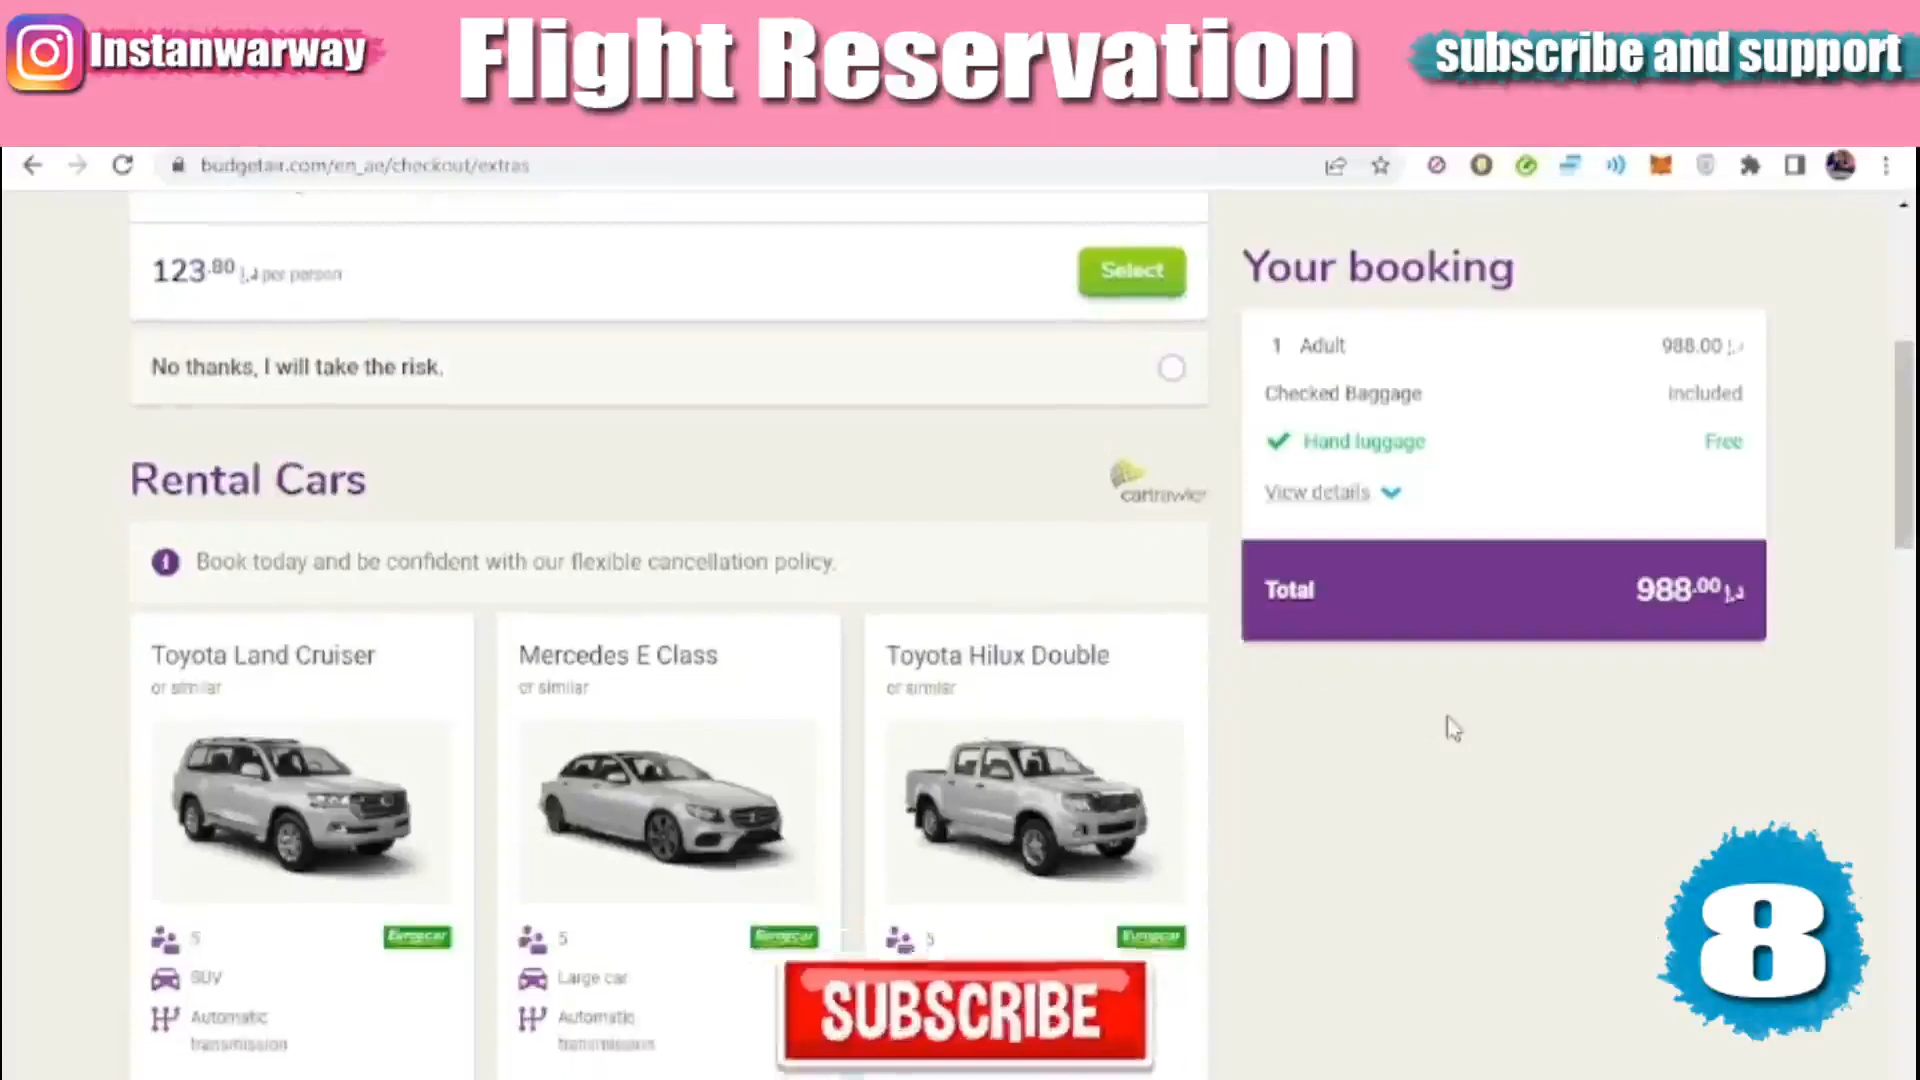 Instanwarway
Flight Reservation
subscribe and support
budgetair.com/en_ae/checkout/extras
123.80 د.إ per person
Select
No thanks, I will take the risk.
Rental Cars
cartrawler
Book today and be confident with our flexible cancellation policy.
Toyota Land Cruiser
or similar
Mercedes E Class
or similar
Toyota Hilux Double
or similar
5
Europcar
5
Europcar
5
Europcar
SUV
Large car
Automatic
transmission
Automatic
transmission
Your booking
1 Adult 988.00 د.إ
Checked Baggage Included
Hand luggage Free
View details
Total 988.00 د.إ
SUBSCRIBE
8